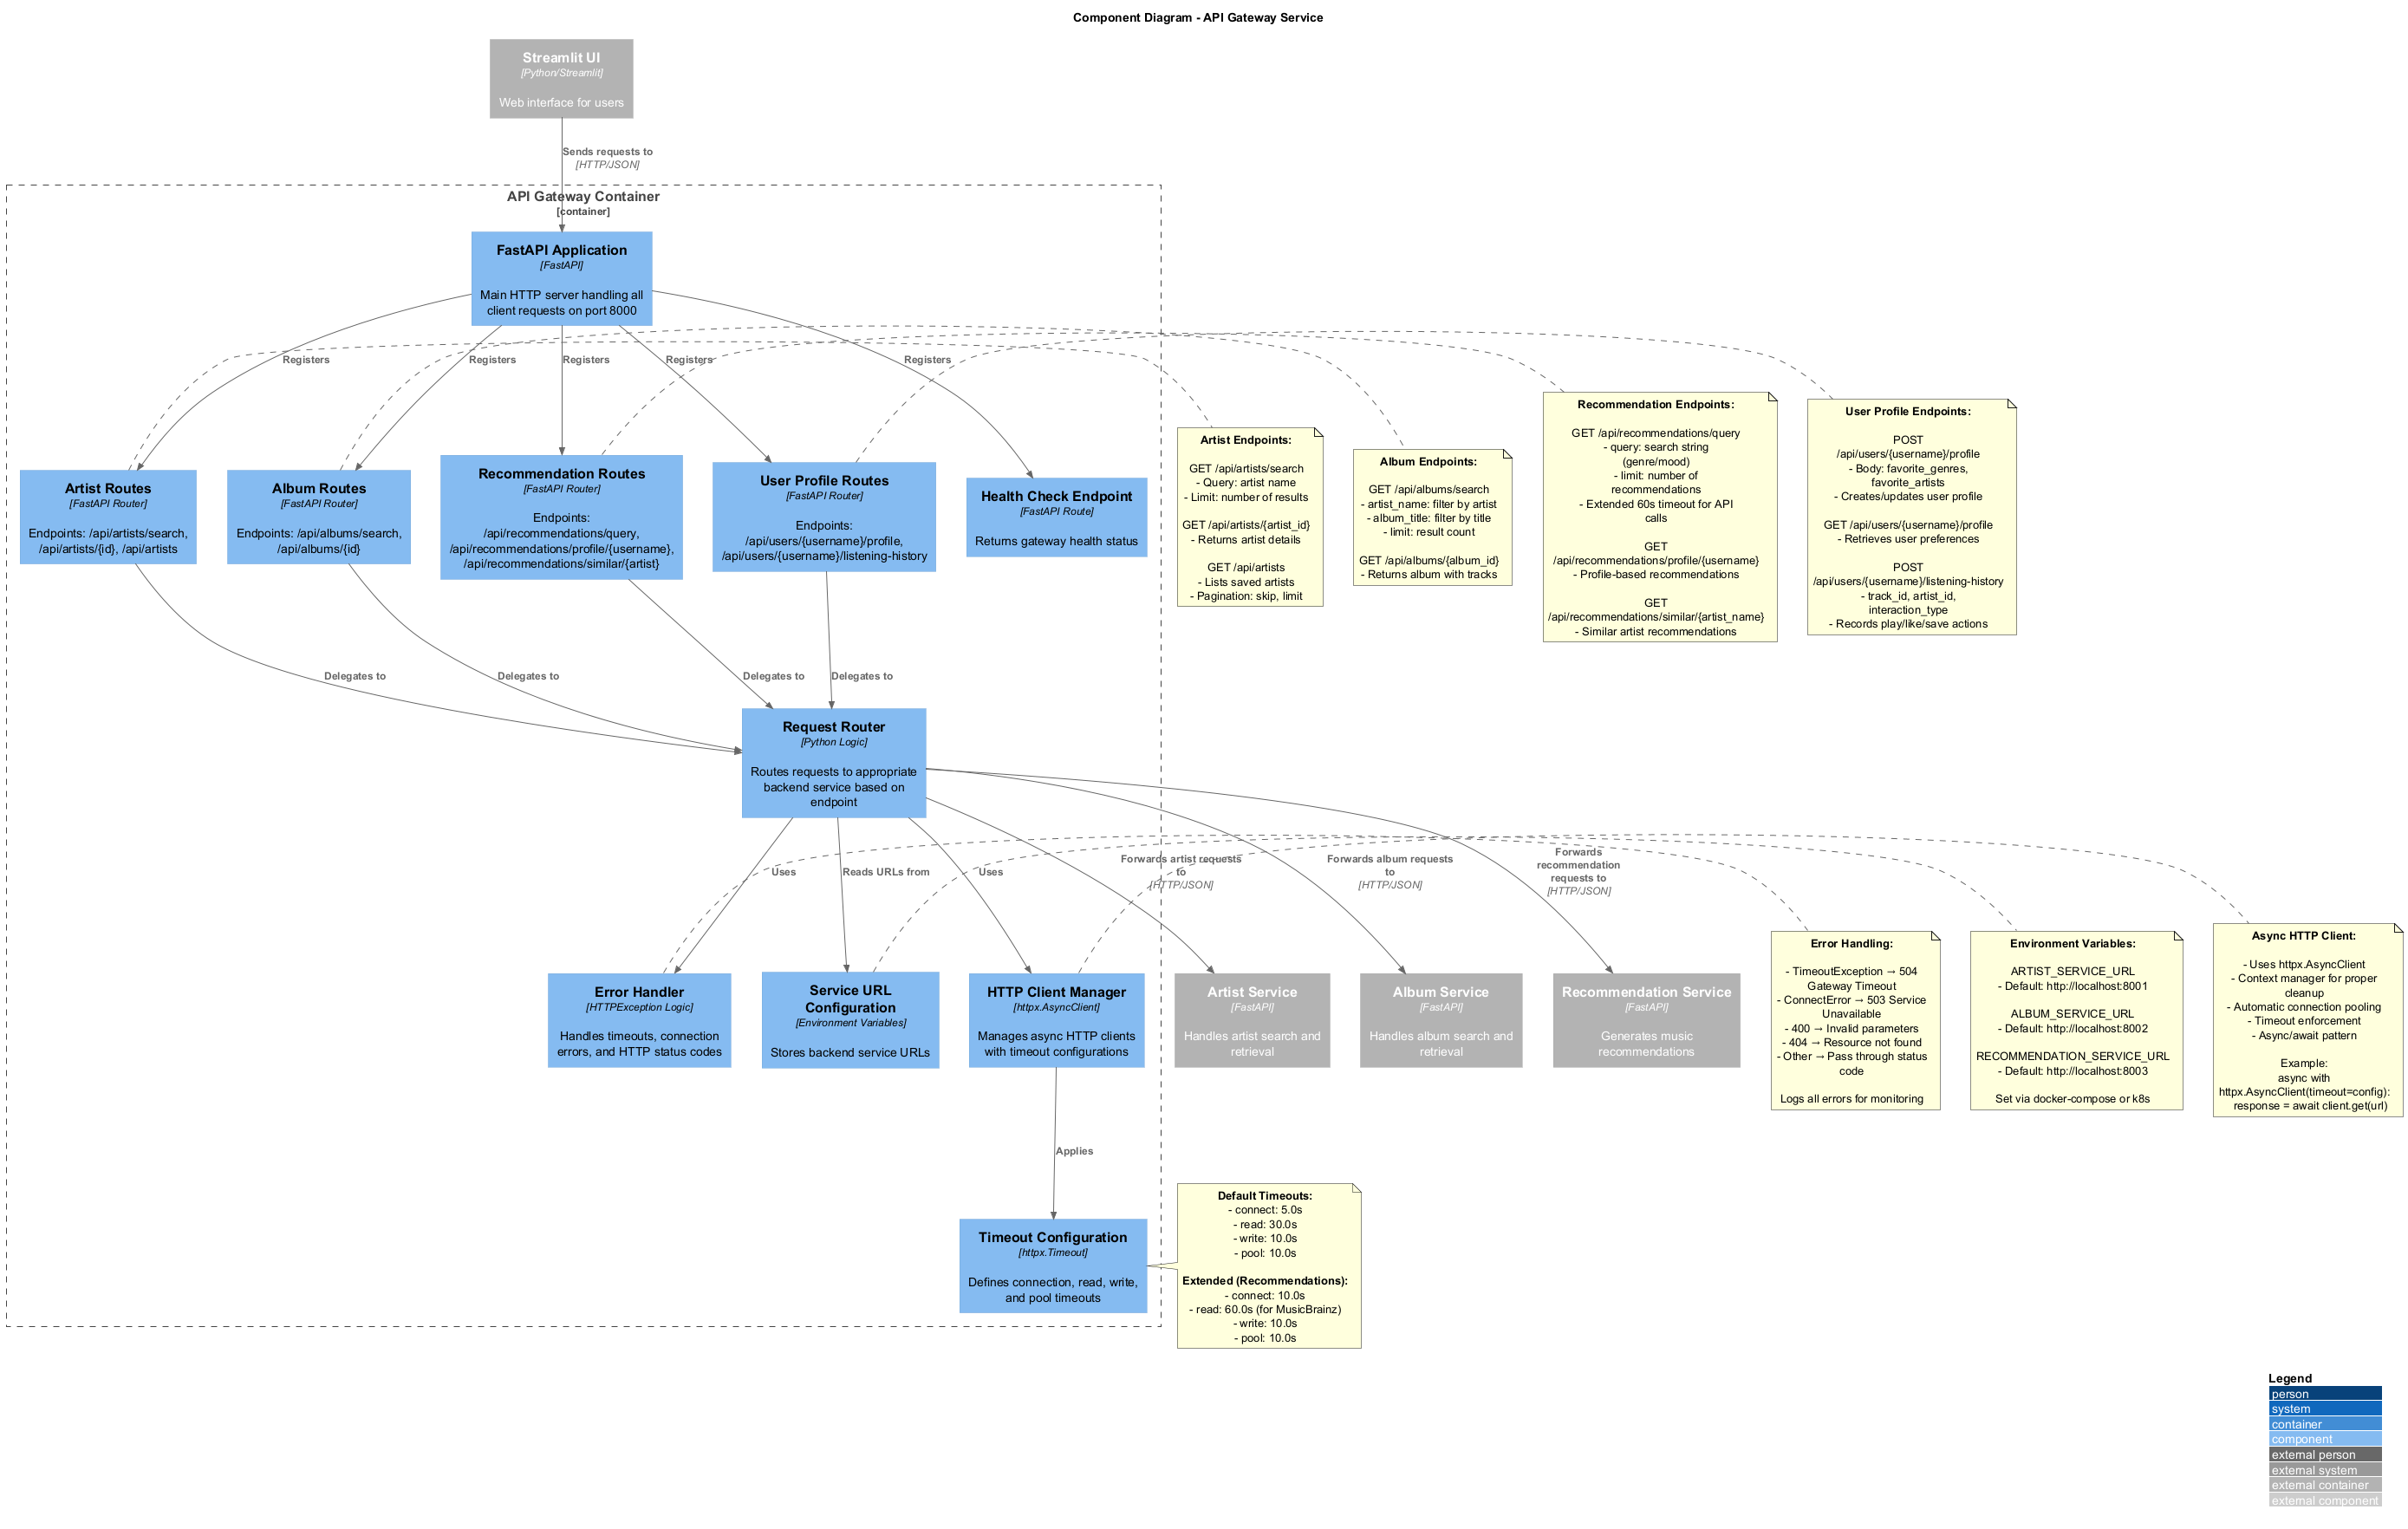 Component Diagram - API Gateway Service
Streamlit UI
[Python/Streamlit]
Web interface for users
Sends requests to
[HTTP/JSON]
API Gateway Container
[container]
FastAPI Application
[FastAPI]
Main HTTP server handling all
client requests on port 8000
Registers
Registers
Registers
Registers
Registers
Artist Routes
[FastAPI Router]
Endpoints: /api/artists/search,
/api/artists/{id}, /api/artists
Album Routes
[FastAPI Router]
Endpoints: /api/albums/search,
/api/albums/{id}
Recommendation Routes
[FastAPI Router]
Endpoints:
/api/recommendations/query,
/api/recommendations/profile/{username},
/api/recommendations/similar/{artist}
User Profile Routes
[FastAPI Router]
Endpoints:
/api/users/{username}/profile,
/api/users/{username}/listening-history
Health Check Endpoint
[FastAPI Route]
Returns gateway health status
Artist Endpoints:
GET /api/artists/search
- Query: artist name
- Limit: number of results
GET /api/artists/{artist_id}
- Returns artist details
GET /api/artists
- Lists saved artists
- Pagination: skip, limit
Album Endpoints:
GET /api/albums/search
- artist_name: filter by artist
- album_title: filter by title
- limit: result count
GET /api/albums/{album_id}
- Returns album with tracks
Recommendation Endpoints:
GET /api/recommendations/query
- query: search string
(genre/mood)
- limit: number of
recommendations
- Extended 60s timeout for API
calls
GET
/api/recommendations/profile/{username}
- Profile-based recommendations
GET
/api/recommendations/similar/{artist_name}
- Similar artist recommendations
User Profile Endpoints:
POST
/api/users/{username}/profile
- Body: favorite_genres,
favorite_artists
- Creates/updates user profile
GET /api/users/{username}/profile
- Retrieves user preferences
POST
/api/users/{username}/listening-history
- track_id, artist_id,
interaction_type
- Records play/like/save actions
Delegates to
Delegates to
Delegates to
Delegates to
Request Router
[Python Logic]
Routes requests to appropriate
backend service based on
endpoint
Uses
Reads URLs from
Uses
Forwards artist requests
to
[HTTP/JSON]
Forwards album requests
to
[HTTP/JSON]
Forwards
recommendation
requests to
[HTTP/JSON]
Error Handler
[HTTPException Logic]
Handles timeouts, connection
errors, and HTTP status codes
Service URL
Configuration
[Environment Variables]
Stores backend service URLs
HTTP Client Manager
[httpx.AsyncClient]
Manages async HTTP clients
with timeout configurations
Artist Service
[FastAPI]
Handles artist search and
retrieval
Album Service
[FastAPI]
Handles album search and
retrieval
Recommendation Service
[FastAPI]
Generates music
recommendations
Error Handling:
- TimeoutException → 504
Gateway Timeout
- ConnectError → 503 Service
Unavailable
- 400 → Invalid parameters
- 404 → Resource not found
- Other → Pass through status
code
Logs all errors for monitoring
Environment Variables:
ARTIST_SERVICE_URL
- Default: http://localhost:8001
ALBUM_SERVICE_URL
- Default: http://localhost:8002
RECOMMENDATION_SERVICE_URL
- Default: http://localhost:8003
Set via docker-compose or k8s
Async HTTP Client:
- Uses httpx.AsyncClient
- Context manager for proper
cleanup
- Automatic connection pooling
- Timeout enforcement
- Async/await pattern
Example:
async with
httpx.AsyncClient(timeout=config):
response = await client.get(url)
Applies
Timeout Configuration
[httpx.Timeout]
Defines connection, read, write,
and pool timeouts
Default Timeouts:
- connect: 5.0s
- read: 30.0s
- write: 10.0s
- pool: 10.0s
Extended (Recommendations):
- connect: 10.0s
- read: 60.0s (for MusicBrainz)
- write: 10.0s
- pool: 10.0s
Legend
person
system
container
component
external person
external system
external container
external component